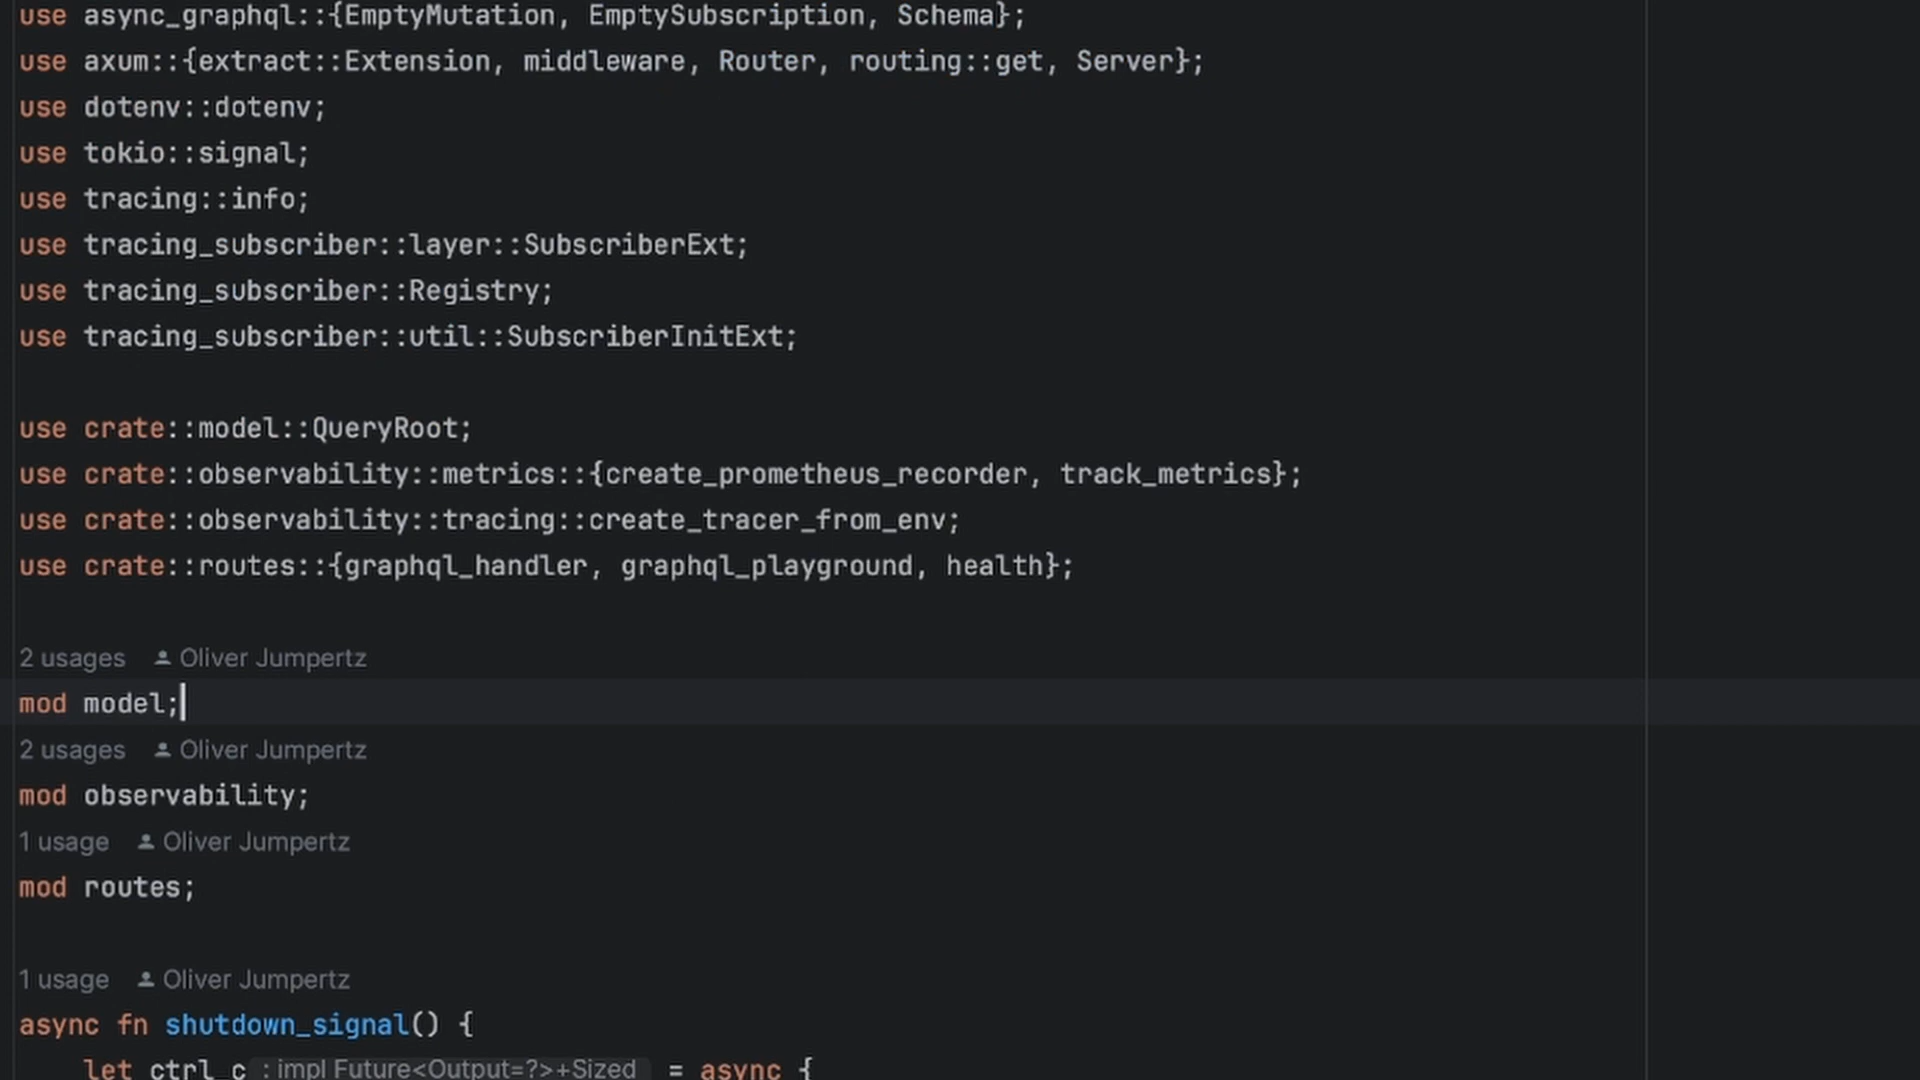 use async_graphql::{EmptyMutation, EmptySubscription, Schema};
use axum::{extract::Extension, middleware, Router, routing::get, Server};
use dotenv::dotenv;
use tokio::signal;
use tracing::info;
use tracing_subscriber::layer::SubscriberExt;
use tracing_subscriber::Registry;
use tracing_subscriber::util::SubscriberInitExt;
use crate::model::QueryRoot;
use crate::observability::metrics::{create_prometheus_recorder, track_metrics};
use crate::observability::tracing::create_tracer_from_env;
use crate::routes::{graphql_handler, graphql_playground, health};
2 usages Oliver Jumpertz
mod model;
2 usages Oliver Jumpertz
mod observability;
1 usage Oliver Jumpertz
mod routes;
1 usage Oliver Jumpertz
async fn shutdown_signal() {
let ctrl_c : impl Future<Output=?>+Sized = async {